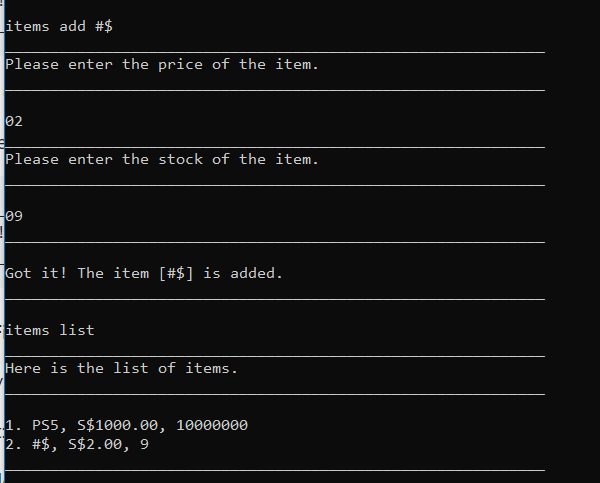 items add #$
Please enter the price of the item.
02
Please enter the stock of the item.
09
Got it! The item [#$] is added.
items list
Here is the list of items.
1. PS5, S$1000.00, 10000000
2. #$, S$2.00, 9